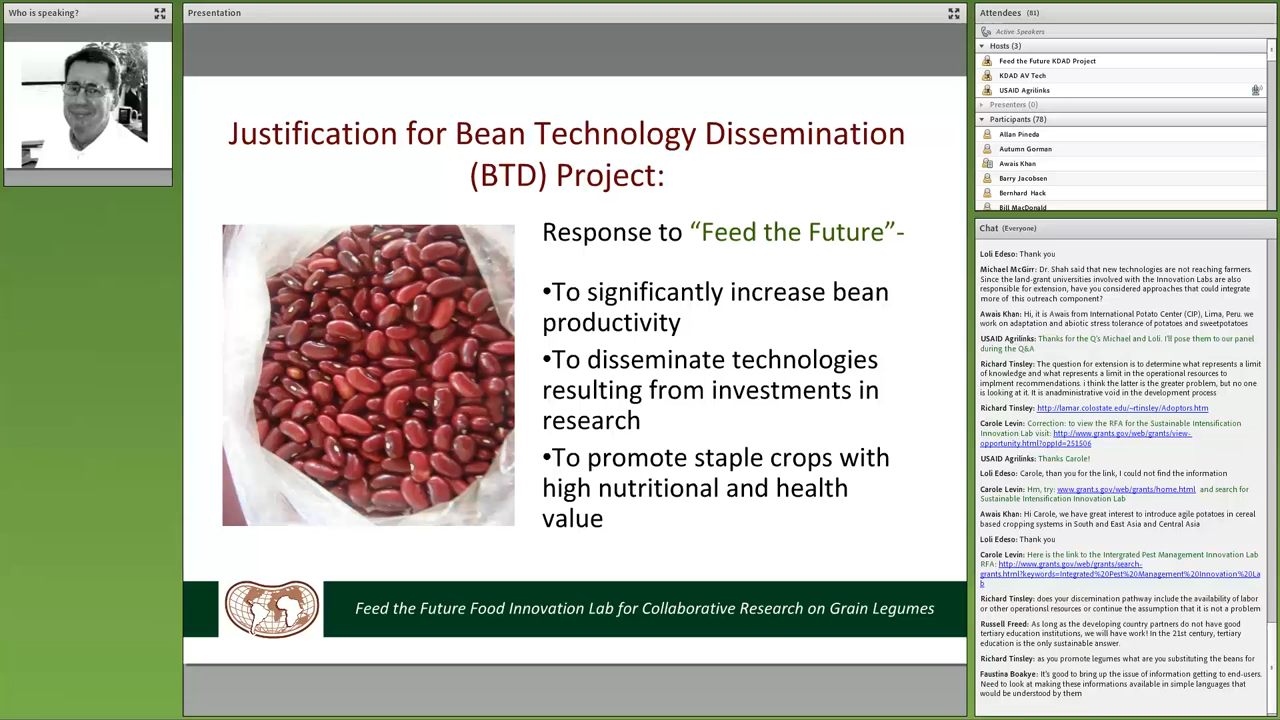 Who is speaking?
Presentation
Justification for Bean Technology Dissemination
(BTD) Project:
Response to “Feed the Future”-
•To significantly increase bean
productivity
•To disseminate technologies
resulting from investments in
research
•To promote staple crops with
high nutritional and health
value
Feed the Future Food Innovation Lab for Collaborative Research on Grain Legumes
Attendees (81)
Active Speakers
Hosts (3)
Feed the Future KDAD Project
KDAD AV Tech
USAID Agrilinks
Presenters (0)
Participants (78)
Allan Pineda
Autumn Gorman
Awais Khan
Barry Jacobsen
Bernhard Hack
Bill MacDonald
Chat (Everyone)
Loli Edeso: Thank you
Michael McGirr: Dr. Shah said that new technologies are not reaching farmers.
Since the land-grant universities involved with the Innovation Labs are also
responsible for extension, have you considered approaches that could integrate
more of this outreach component?
Awais Khan: Hi, it is Awais from International Potato Center (CIP), Lima, Peru. we
work on adaptation and abiotic stress tolerance of potatoes and sweetpotatoes
USAID Agrilinks: Thanks for the Q's Michael and Loli. I'll pose them to our panel
during the Q&A
Richard Tinsley: The question for extension is to determine what represents a limit
of knowledge and what represents a limit in the operational resources to
implment recommendations. i think the latter is the greater problem, but no one
is looking at it. It is anadministrative void in the development process
Richard Tinsley: http://lamar.colostate.edu/~rtinsley/Adoptors.htm
Carole Levin: Correction: to view the RFA for the Sustainable Intensification
Innovation Lab visit: http://www.grants.gov/web/grants/view-
opportunity.html?oppId=251506
USAID Agrilinks: Thanks Carole!
Loli Edeso: Carole, than you for the link, I could not find the information
Carole Levin: Hm, try: www.grant.s.gov/web/grants/home.html and search for
Sustainable Intensification Innovation Lab
Awais Khan: Hi Carole, we have great interest to introduce agile potatoes in cereal
based cropping systems in South and East Asia and Central Asia
Loli Edeso: Thank you
Carole Levin: Here is the link to the Intergrated Pest Management Innovation Lab
RFA: http://www.grants.gov/web/grants/search-
grants.html?keywords=Integrated%20Pest%20Management%20Innovation%20La
b
Richard Tinsley: does your discemination pathway include the availability of labor
or other operationsl resources or continue the assumption that it is not a problem
Russell Freed: As long as the developing country partners do not have good
tertiary education institutions, we will have work! In the 21st century, tertiary
education is the only sustainable answer.
Richard Tinsley: as you promote legumes what are you substituting the beans for
Faustina Boakye: It's good to bring up the issue of information getting to end-users.
Need to look at making these informations available in simple languages that
would be understood by them